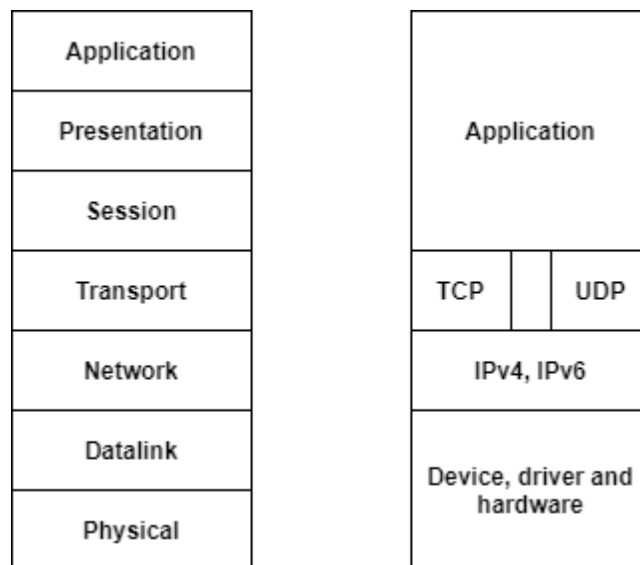 Application
Presentation
Session
Transport
Network
Datalink
Physical
Application
TCP
UDP
IPv4, IPv6
Device, driver and
hardware